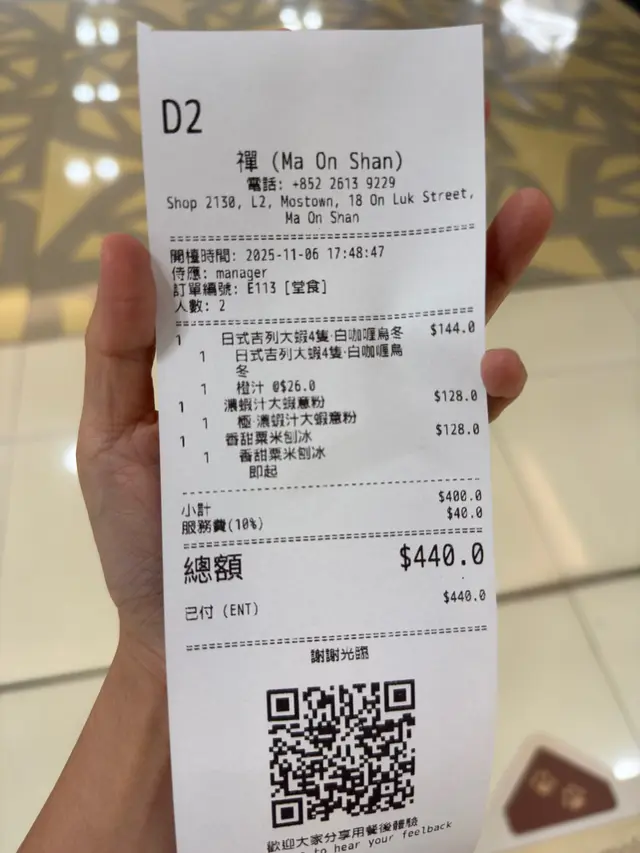 D2
禪 (Ma On Shan)
電話: +852 2613 9229
Shop 2130, L2, Mostown, 18 On Luk Street,
Ma On Shan
開檯時間: 2025-11-06 17:48:47
侍應: manager
訂單編號: E113 [堂食]
人數: 2
1 日式吉列大蝦4隻·白咖喱烏冬 $144.0
1 日式吉列大蝦4隻·白咖喱烏
冬
1 橙汁 @$26.0
1 濃蝦汁大蝦意粉 $128.0
1 極·濃蝦汁大蝦意粉
1 香甜粟米刨冰 $128.0
1 香甜粟米刨冰
即起
小計 $400.0
服務費(10%) $40.0
總額 $440.0
已付 (ENT) $440.0
謝謝光臨
歡迎大家分享用餐後體驗
to hear your feelback